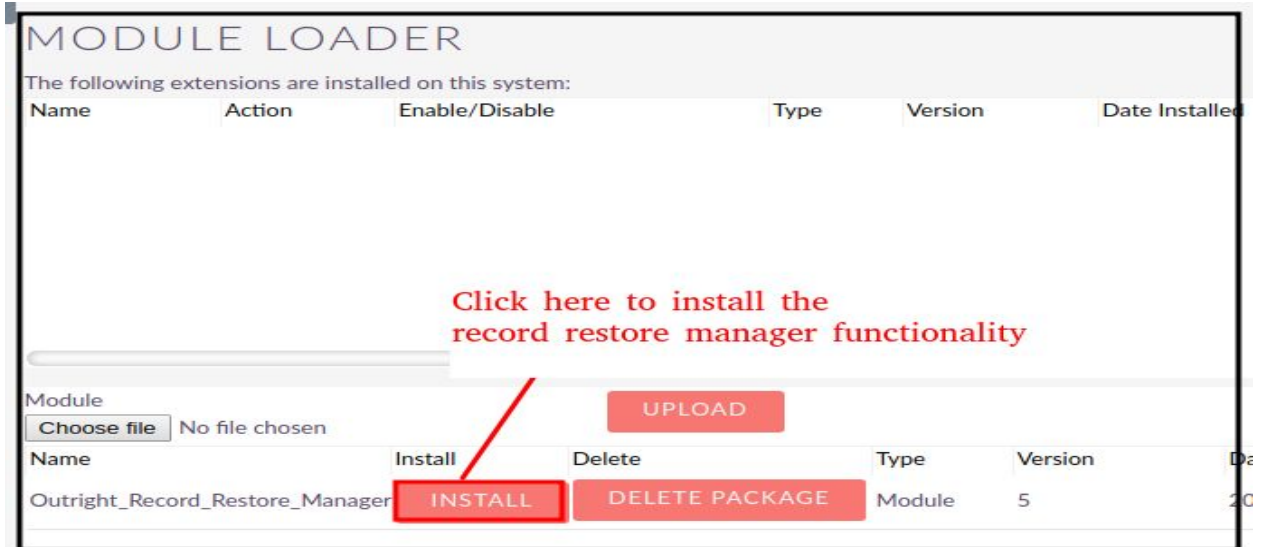 MODULE LOADER
The following extensions are installed on this system:
Name Action Enable/Disable Type Version Date Installed
Click here to install the
record restore manager functionality
Module
UPLOAD
Choose file No file chosen
Name Install Delete Type Version
Outright_Record_Restore_Manager INSTALL DELETE PACKAGE Module 5 20